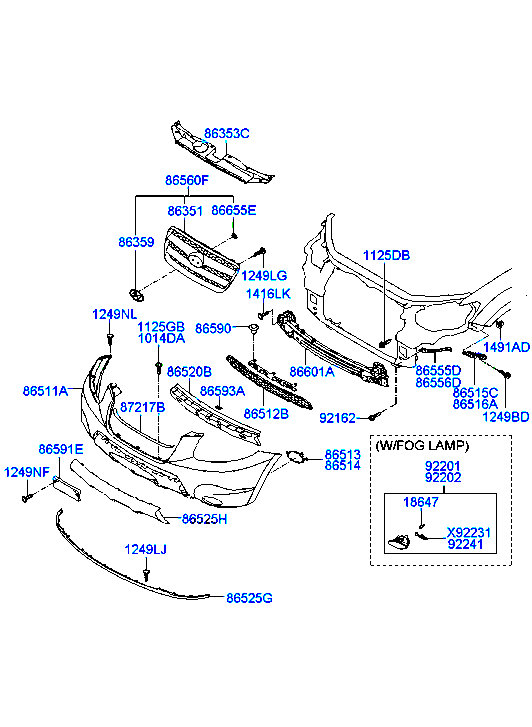 86353C
86560F
86351
86655E
86359
1125DB
1249LG
1416LK
1249NL
1125GB
1014DA
86590
1491AD
86520B
86601A
86555D
86556D
86511A
86593A
86515C
86516A
87217B
86512B
92162
1249BD
(W/FOG LAMP)
86591E
86513
86514
92201
92202
1249NF
18647
86525H
X92231
92241
1249LJ
86525G